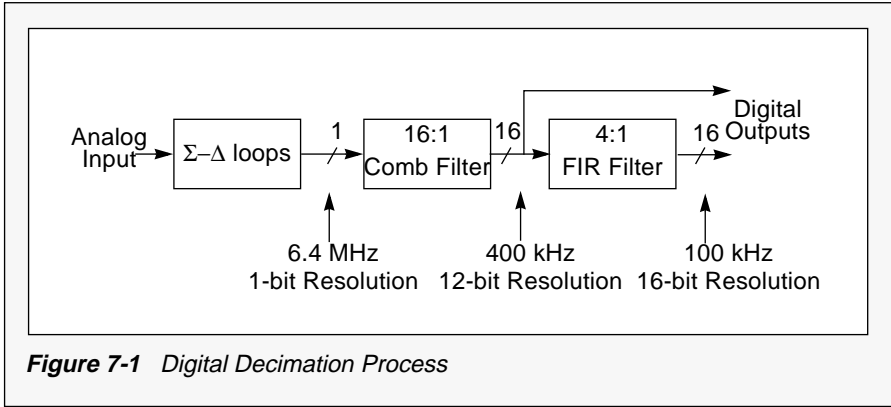 Analog
Input
Σ–Δ loops
1
16:1
Comb Filter
16
4:1
FIR Filter
16
Digital
Outputs
6.4 MHz
1-bit Resolution
400 kHz
12-bit Resolution
100 kHz
16-bit Resolution
Figure 7-1 Digital Decimation Process